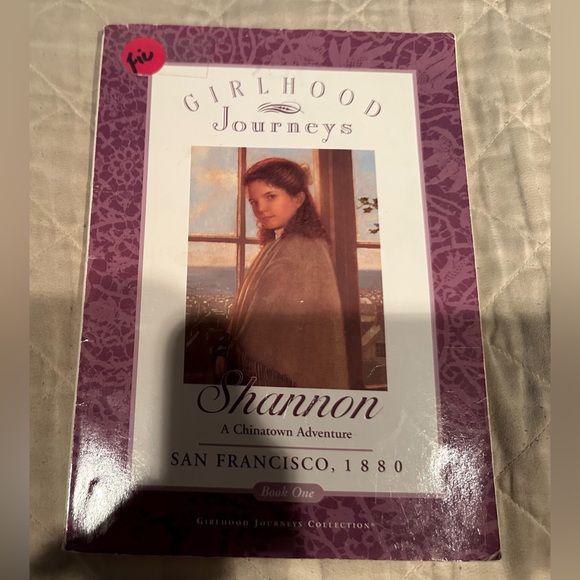 GIRLHOOD
Journeys
Shannon
A Chinatown Adventure
SAN FRANCISCO, 1880
Book One
GIRLHOOD JOURNEYS COLLECTION®